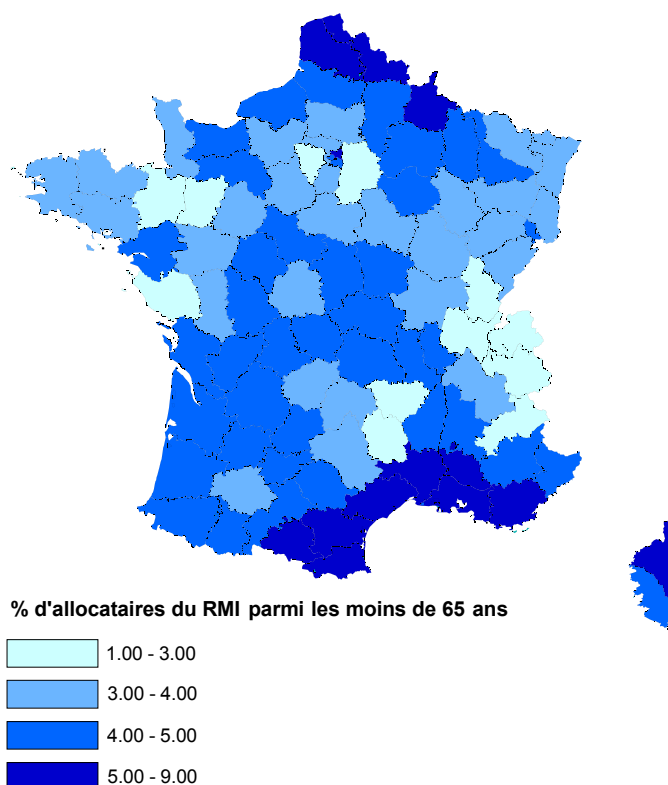 % d'allocataires du RMI parmi les moins de 65 ans
1.00 - 3.00
3.00 - 4.00
4.00 - 5.00
5.00 - 9.00